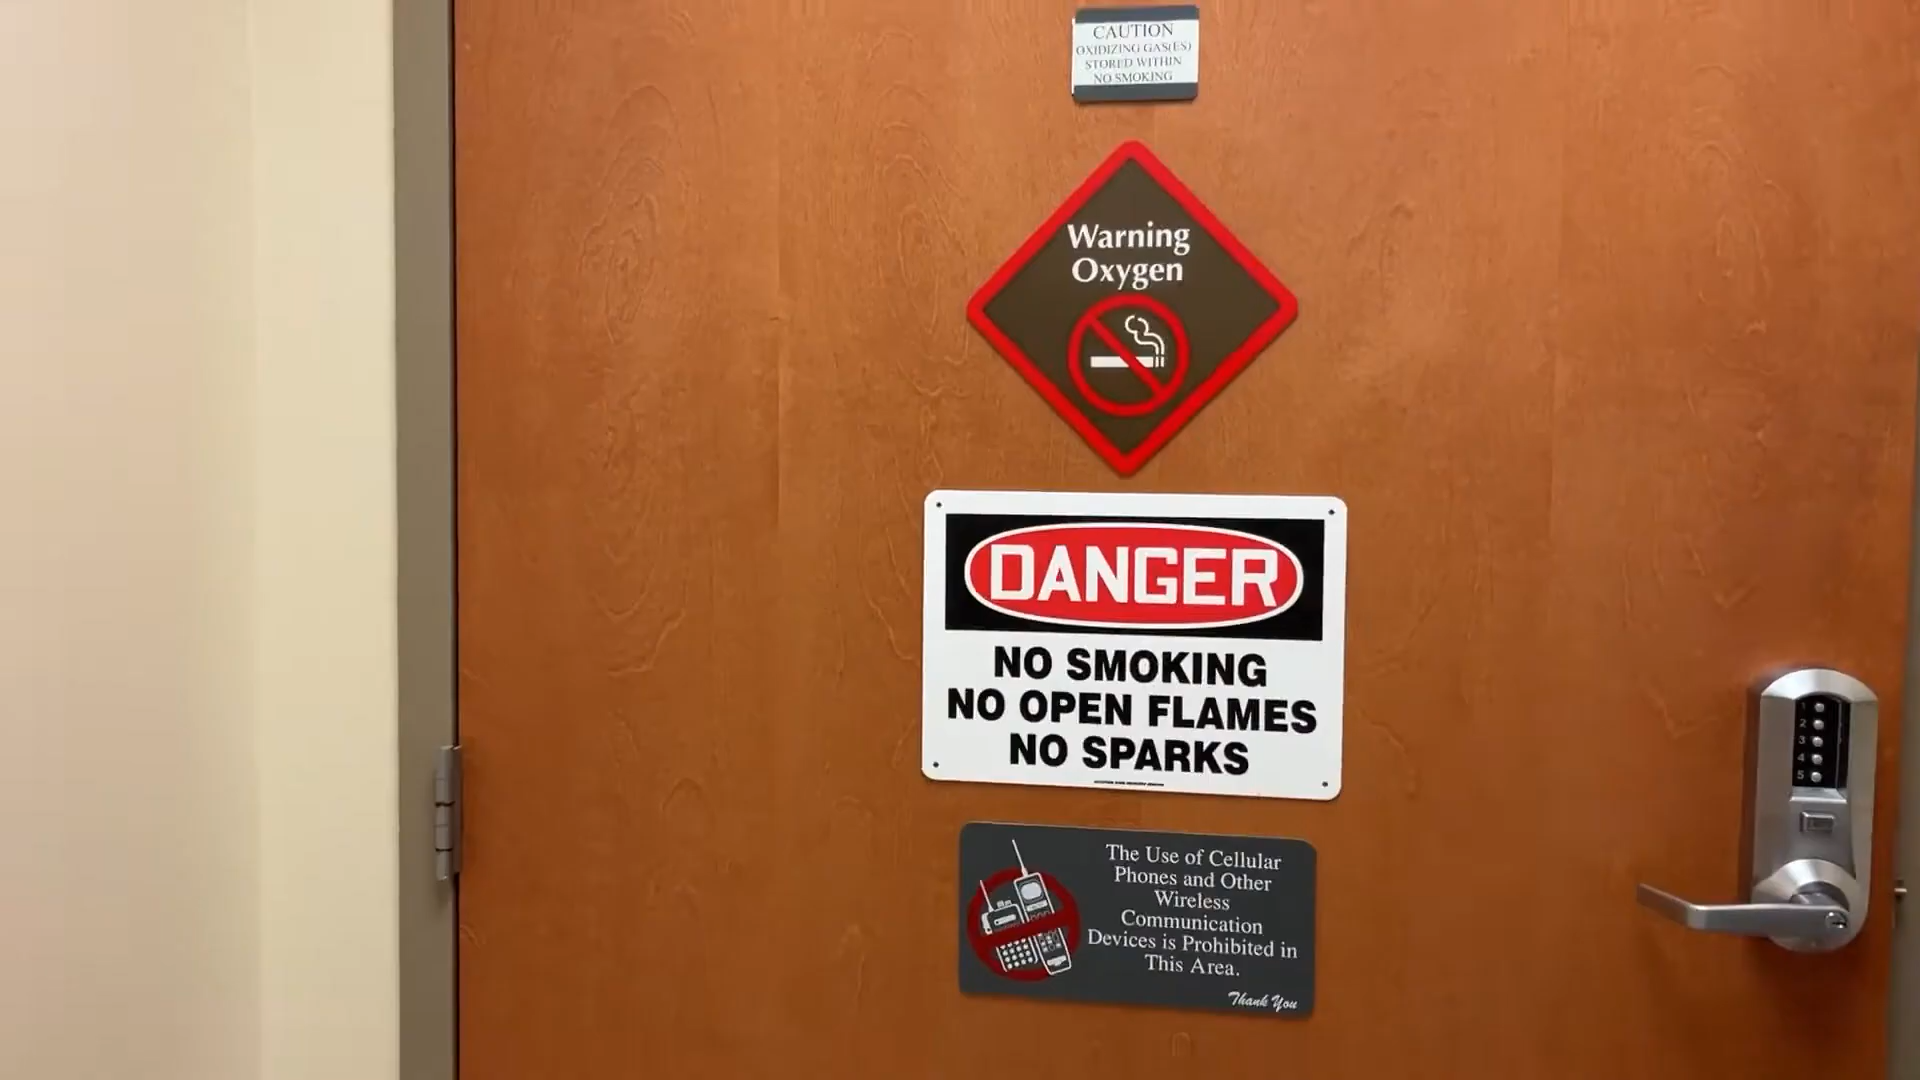 CAUTION
OXIDIZING GAS(ES)
STORED WITHIN
NO SMOKING
Warning
Oxygen
DANGER
NO SMOKING
NO OPEN FLAMES
NO SPARKS
The Use of Cellular
Phones and Other
Wireless
Communication
Devices is Prohibited in
This Area.
Thank You
1
2
3
4
5